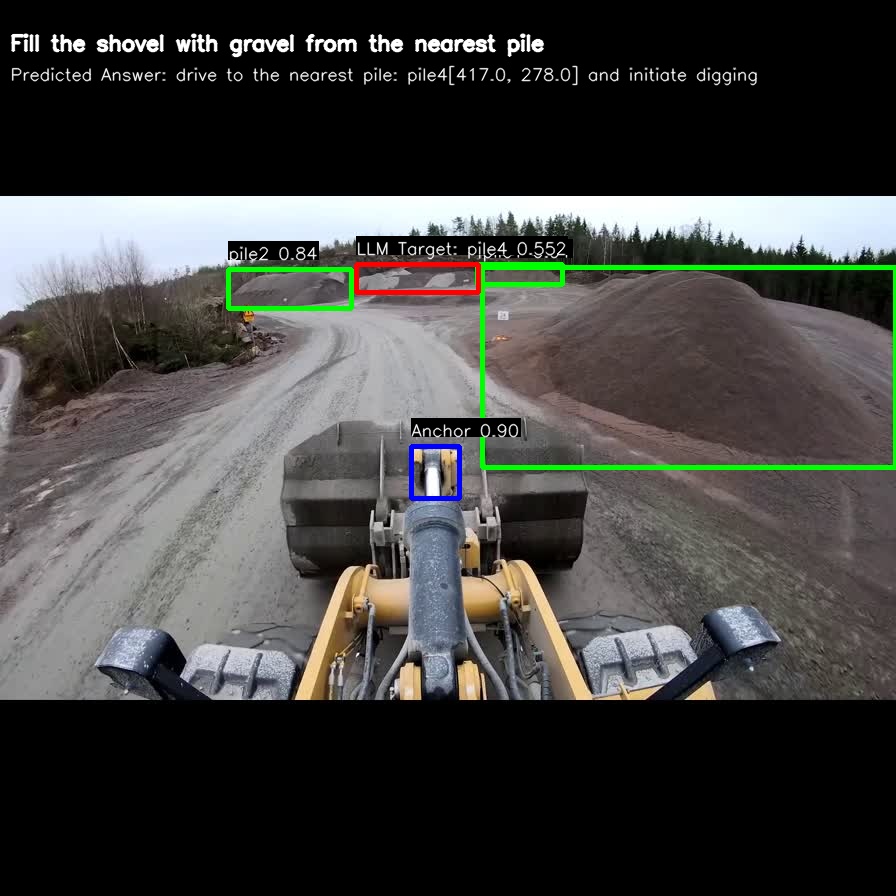 Fill the shovel with gravel from the nearest pile
Predicted Answer: drive to the nearest pile: pile4[417.0, 278.0] and initiate digging
LLM Target: pile4 0.552
pile2 0.84
Anchor 0.90